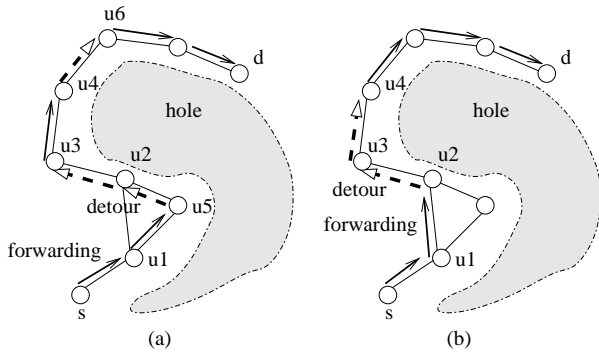 u6
d
u4
hole
u3
u2
detour
u5
forwarding
u1
s
(a)
d
u4
hole
u3
u2
detour
forwarding
u1
s
(b)